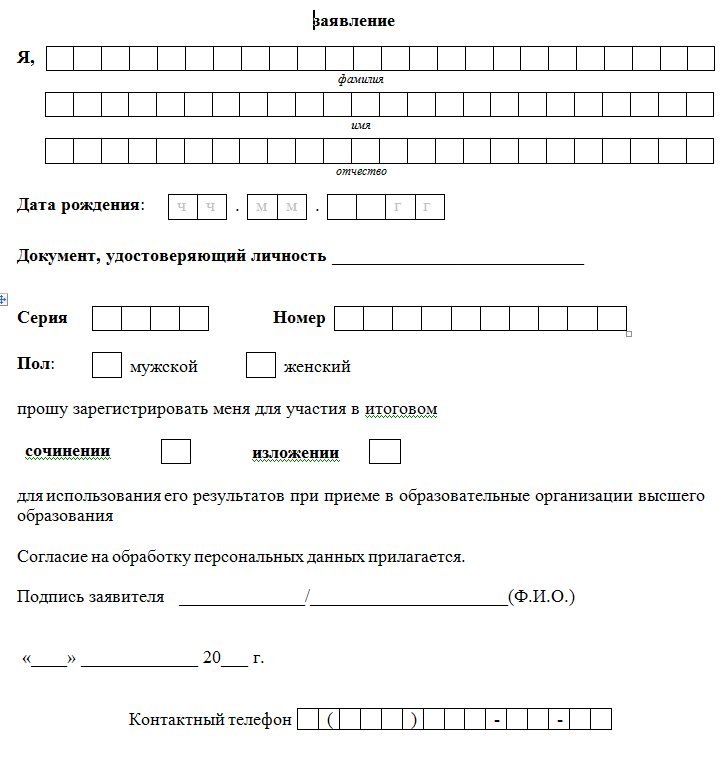 заявление
Я,
фамилия
имя
отчество
Дата рождения: ч ч . м м . г г
Документ, удостоверяющий личность ____________________________
Серия Номер
Пол: мужской женский
прошу зарегистрировать меня для участия в итоговом
сочинении изложении
для использования его результатов при приеме в образовательные организации высшего
образования
Согласие на обработку персональных данных прилагается.
Подпись заявителя ______________/______________________(Ф.И.О.)
«____» _____________ 20___ г.
Контактный телефон ( ) - -